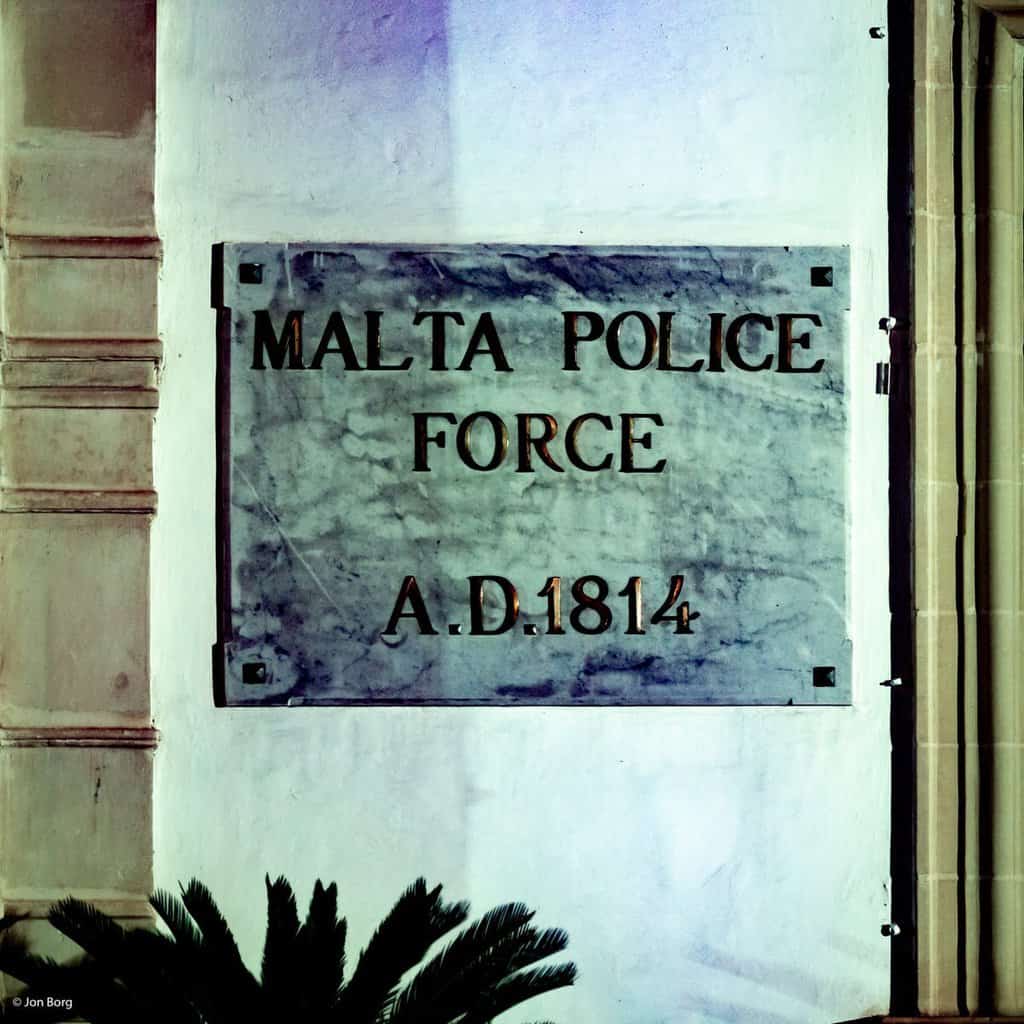 MALTA POLICE
FORCE
A.D.1814
© Jon Borg